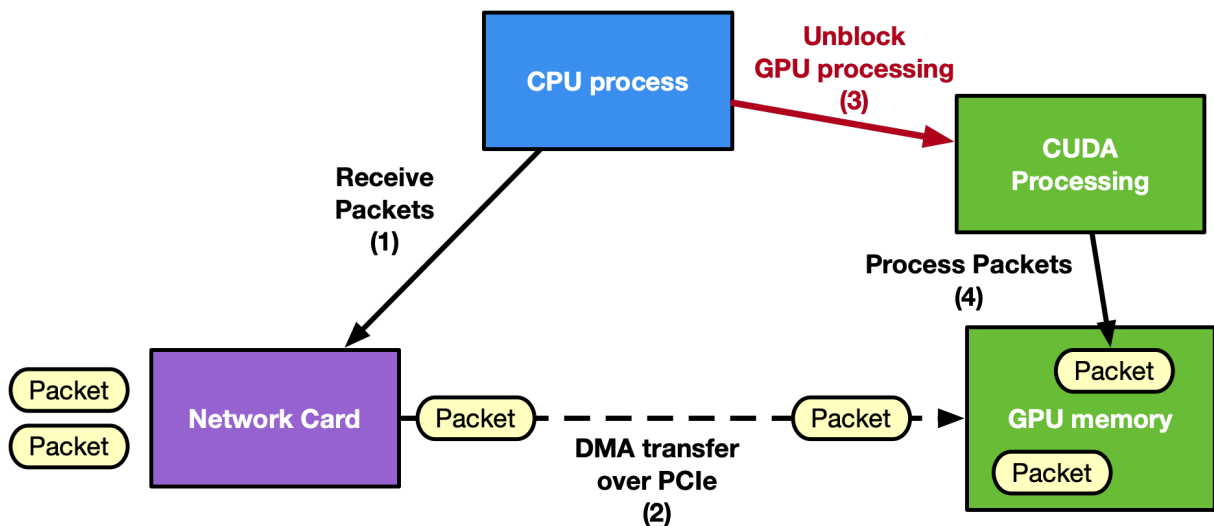 CPU process
Unblock
GPU processing
(3)
CUDA
Processing
Receive
Packets
(1)
Process Packets
(4)
Packet
Packet
Network Card
Packet
Packet
DMA transfer
over PCIe
(2)
Packet
GPU memory
Packet